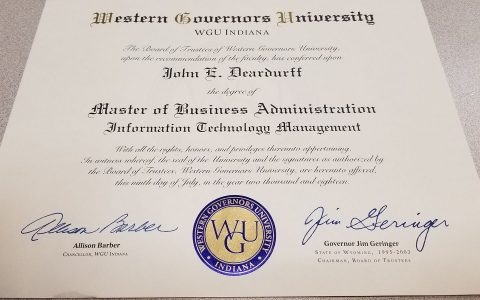 Western Governors University
WGU INDIANA
The Board of Trustees of Western Governors University,
upon the recommendation of the faculty, has conferred upon
John E. Deardurff
the degree of
Master of Business Administration
Information Technology Management
With all the rights, honors, and privileges thereunto appertaining.
In witness whereof, the seal of the University and the signatures as authorized by
the Board of Trustees, Western Governors University, are hereunto affixed,
this ninth day of July, in the year two thousand and eighteen.
Allison Barber
Jim Geringer
WESTERN GOVERNORS UNIVERSITY
WGU
INDIANA
Allison Barber
CHANCELLOR, WGU INDIANA
Governor Jim Geringer
STATE OF WYOMING, 1995-2003
CHAIRMAN, BOARD OF TRUSTEES